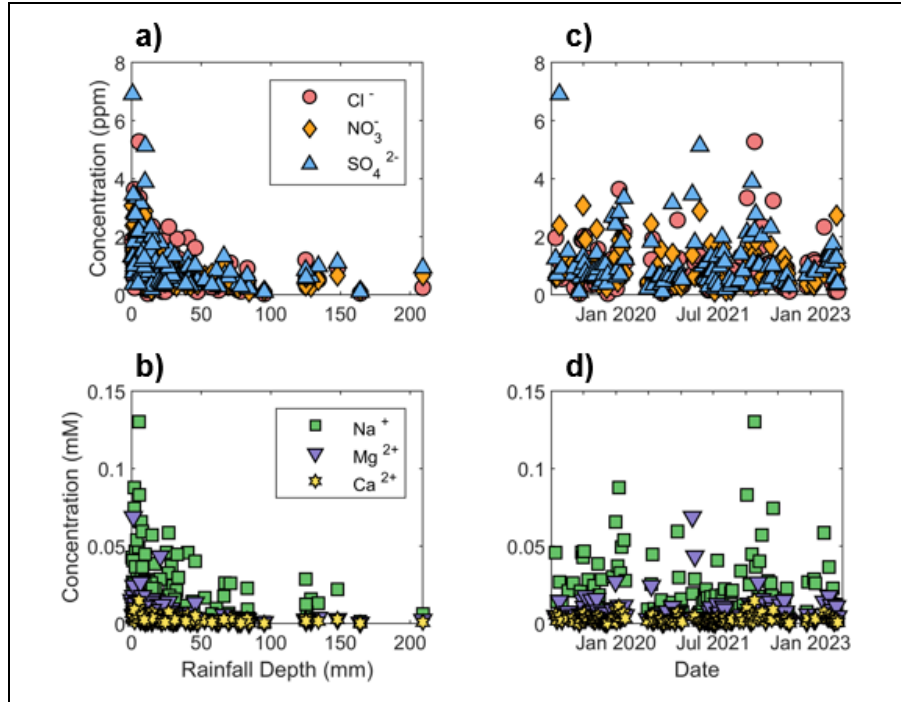 a)
8
6
4
2
0
Concentration (ppm)
Cl⁻
NO₃⁻
SO₄²⁻
0 50 100 150 200
c)
8
6
4
2
0
Jan 2020 Jul 2021 Jan 2023
b)
0.15
0.1
0.05
0
Concentration (mM)
Na⁺
Mg²⁺
Ca²⁺
0 50 100 150 200
Rainfall Depth (mm)
d)
0.15
0.1
0.05
0
Jan 2020 Jul 2021 Jan 2023
Date